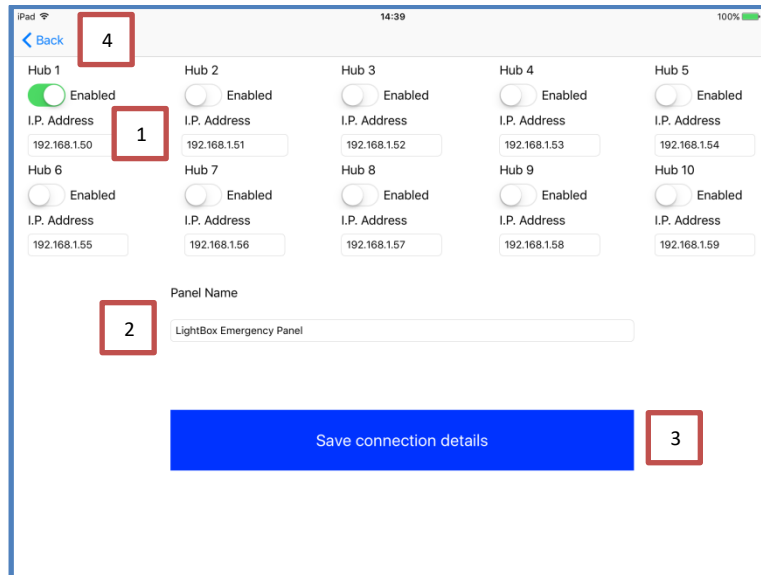 iPad 14:39 100%
Back 4
Hub 1 Hub 2 Hub 3 Hub 4 Hub 5
Enabled Enabled Enabled Enabled Enabled
I.P. Address I.P. Address I.P. Address I.P. Address I.P. Address
1
192.168.1.50 192.168.1.51 192.168.1.52 192.168.1.53 192.168.1.54
Hub 6 Hub 7 Hub 8 Hub 9 Hub 10
Enabled Enabled Enabled Enabled Enabled
I.P. Address I.P. Address I.P. Address I.P. Address I.P. Address
192.168.1.55 192.168.1.56 192.168.1.57 192.168.1.58 192.168.1.59
Panel Name
2 LightBox Emergency Panel
Save connection details 3